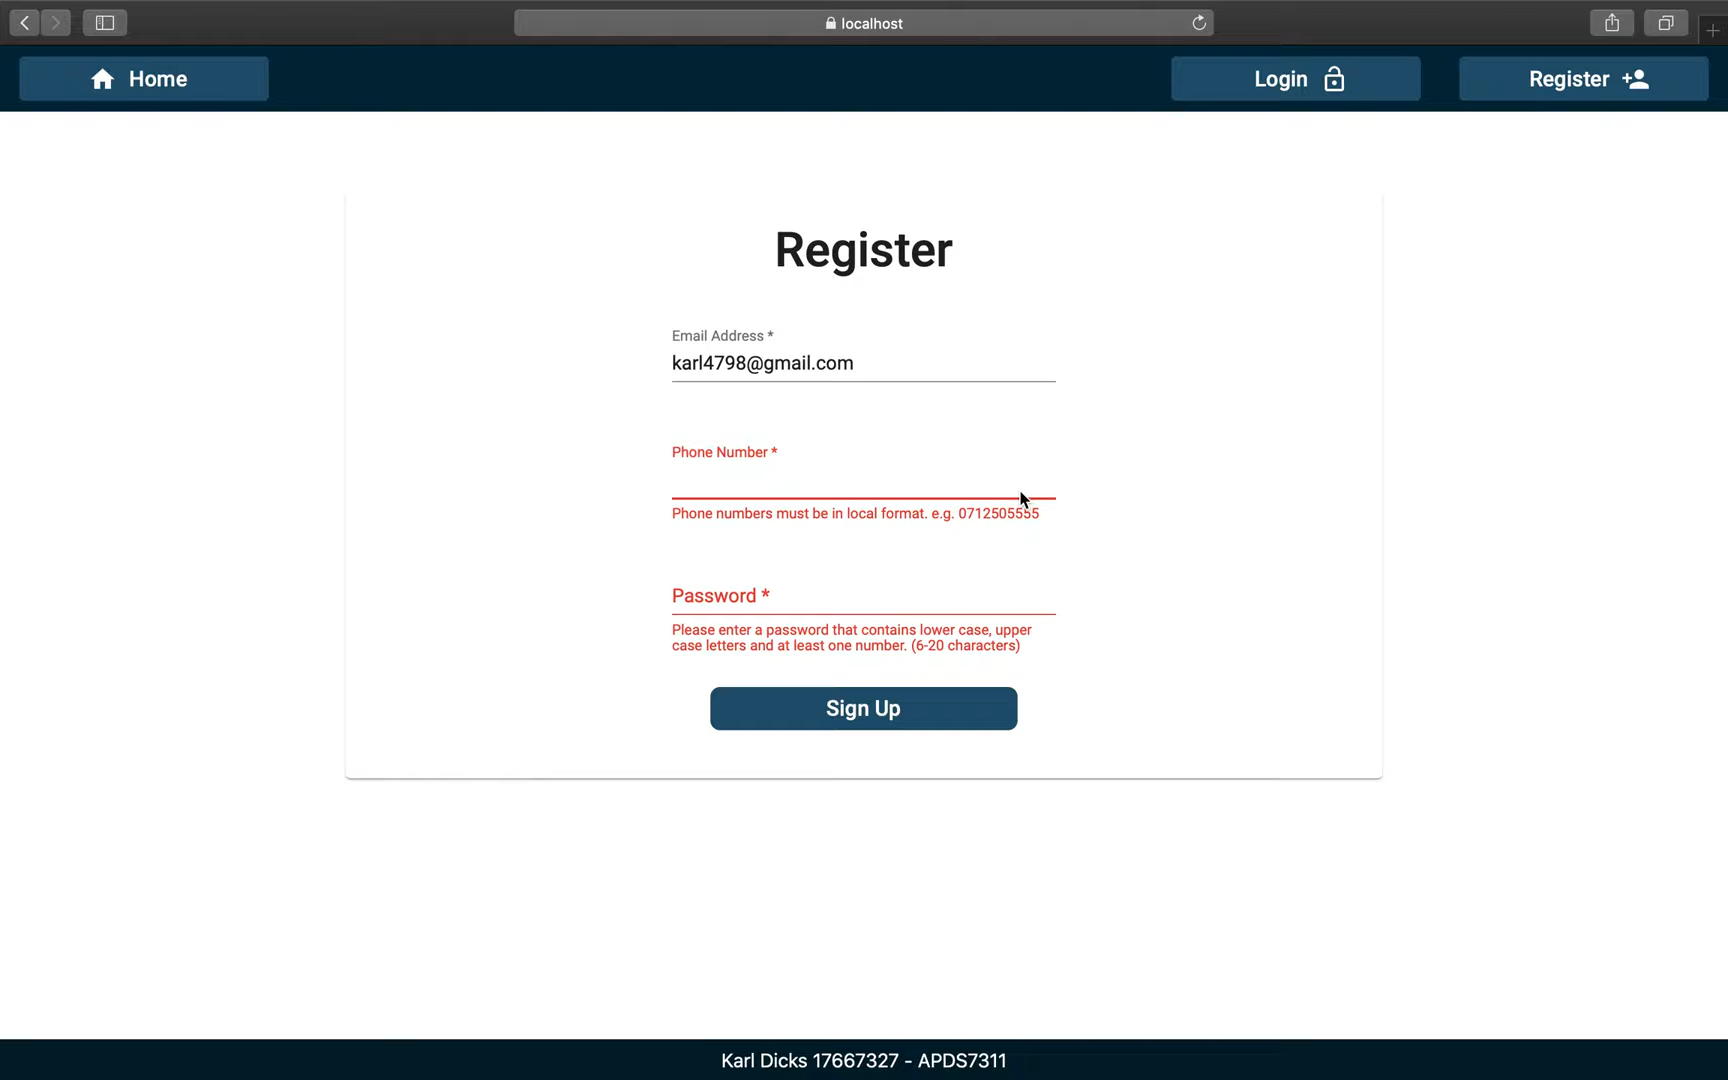 localhost
Home
Login
Register
Register
Email Address *
karl4798@gmail.com
Phone Number *
Phone numbers must be in local format. e.g. 0712505555
Password *
Please enter a password that contains lower case, upper
case letters and at least one number. (6-20 characters)
Sign Up
Karl Dicks 17667327 - APDS7311